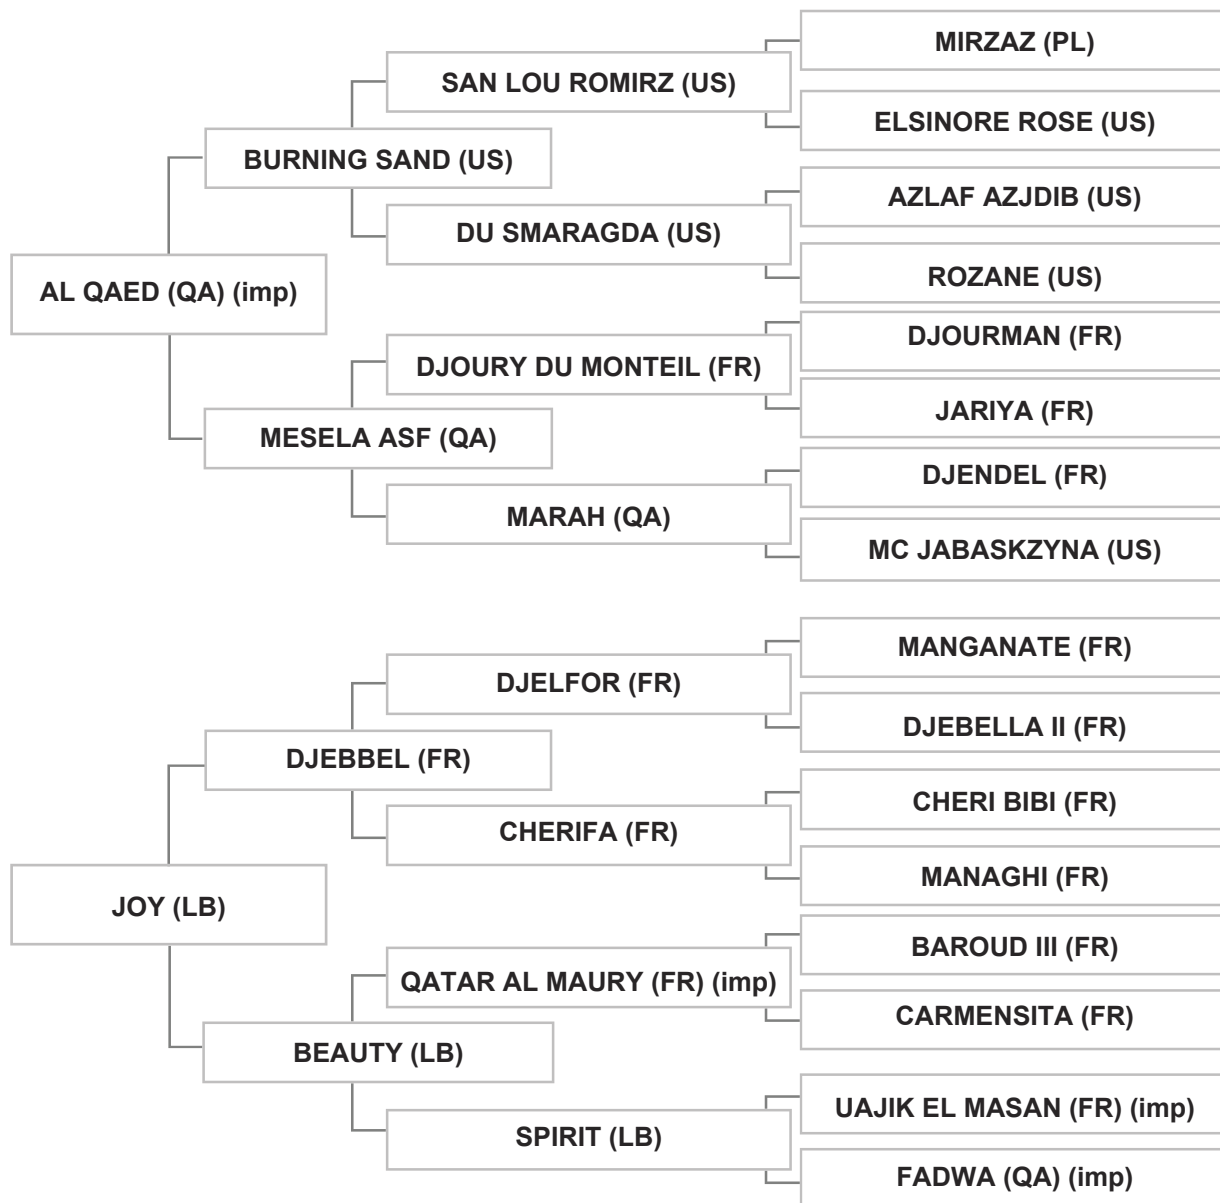 MIRZAZ (PL)
SAN LOU ROMIRZ (US)
ELSINORE ROSE (US)
BURNING SAND (US)
AZLAF AZJDIB (US)
DU SMARAGDA (US)
ROZANE (US)
AL QAED (QA) (imp)
DJOURMAN (FR)
DJOURY DU MONTEIL (FR)
JARIYA (FR)
MESELA ASF (QA)
DJENDEL (FR)
MARAH (QA)
MC JABASKZYNA (US)
MANGANATE (FR)
DJELFOR (FR)
DJEBELLA II (FR)
DJEBBEL (FR)
CHERI BIBI (FR)
CHERIFA (FR)
MANAGHI (FR)
JOY (LB)
BAROUD III (FR)
QATAR AL MAURY (FR) (imp)
CARMENSITA (FR)
BEAUTY (LB)
UAJIK EL MASAN (FR) (imp)
SPIRIT (LB)
FADWA (QA) (imp)